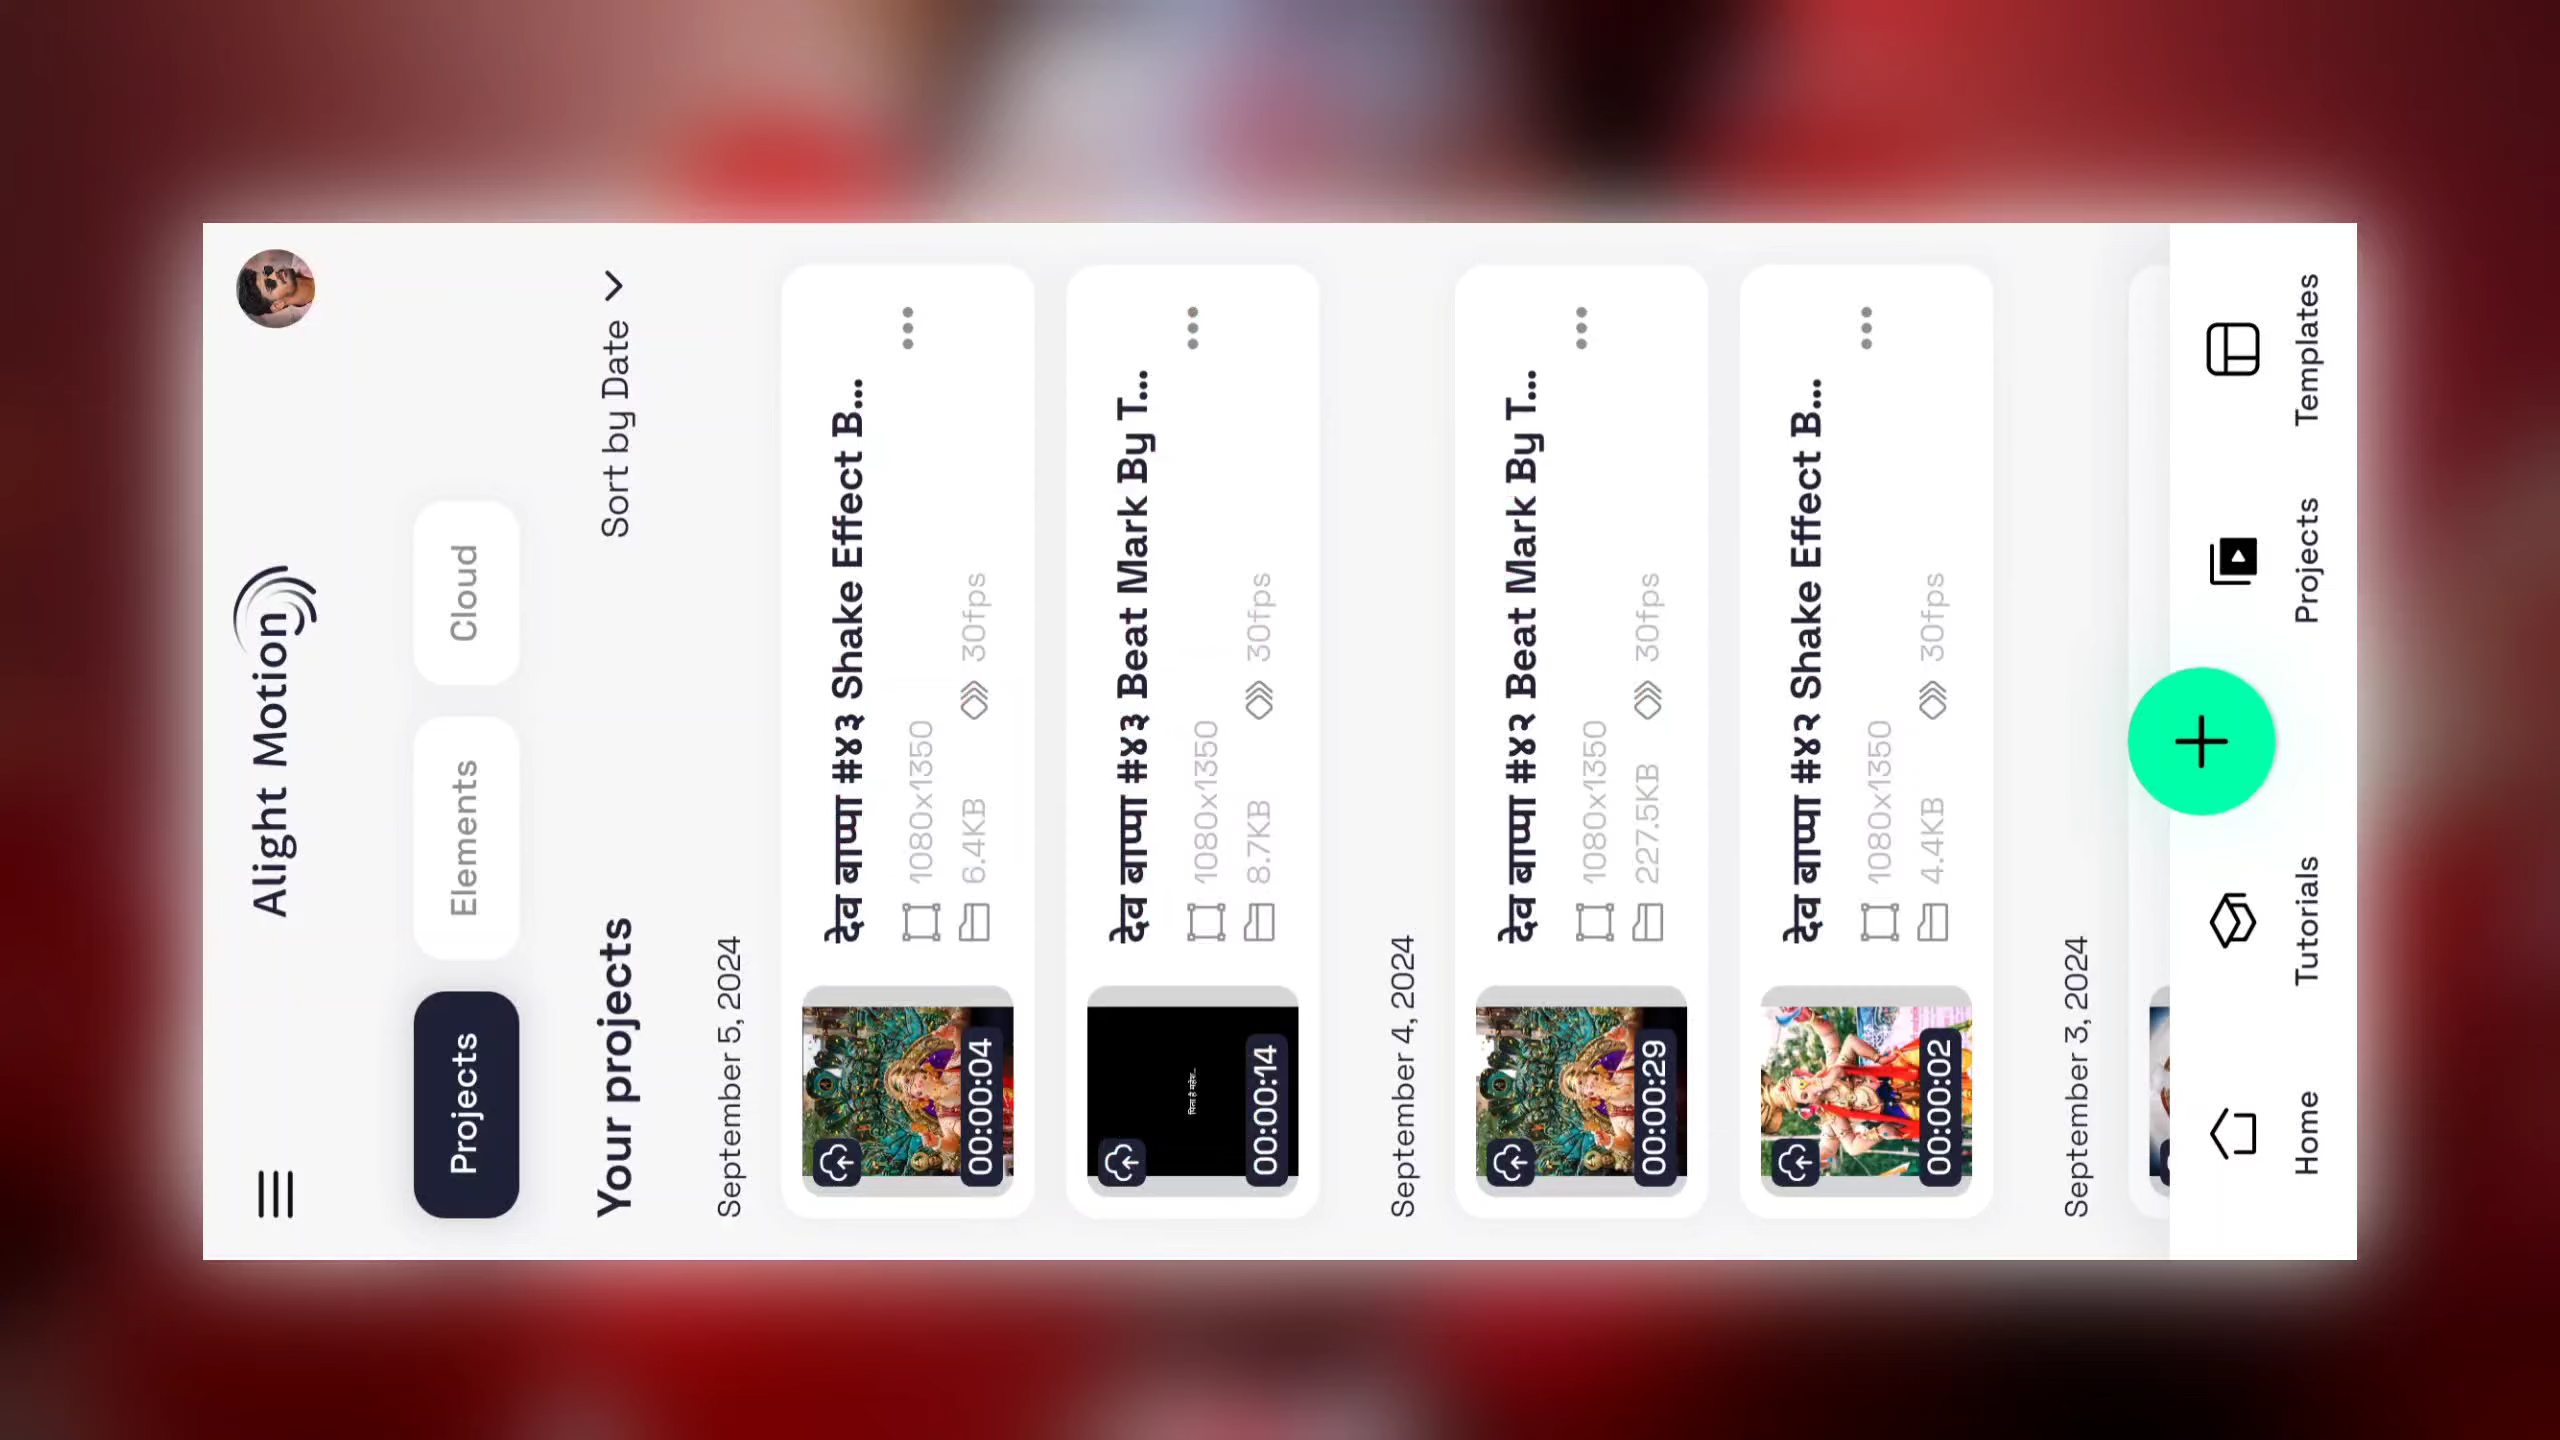 Alight Motion
Projects
Elements
Cloud
Your projects
Sort by Date
September 5, 2024
देव बाप्पा #४३ Shake Effect B...
1080x1350
6.4KB
30fps
00:00:04
देव बाप्पा #४३ Beat Mark By T...
1080x1350
8.7KB
30fps
00:00:14
September 4, 2024
देव बाप्पा #४२ Beat Mark By T...
1080x1350
227.5KB
30fps
00:00:29
देव बाप्पा #४२ Shake Effect B...
1080x1350
4.4KB
30fps
00:00:02
September 3, 2024
Home
Tutorials
Projects
Templates